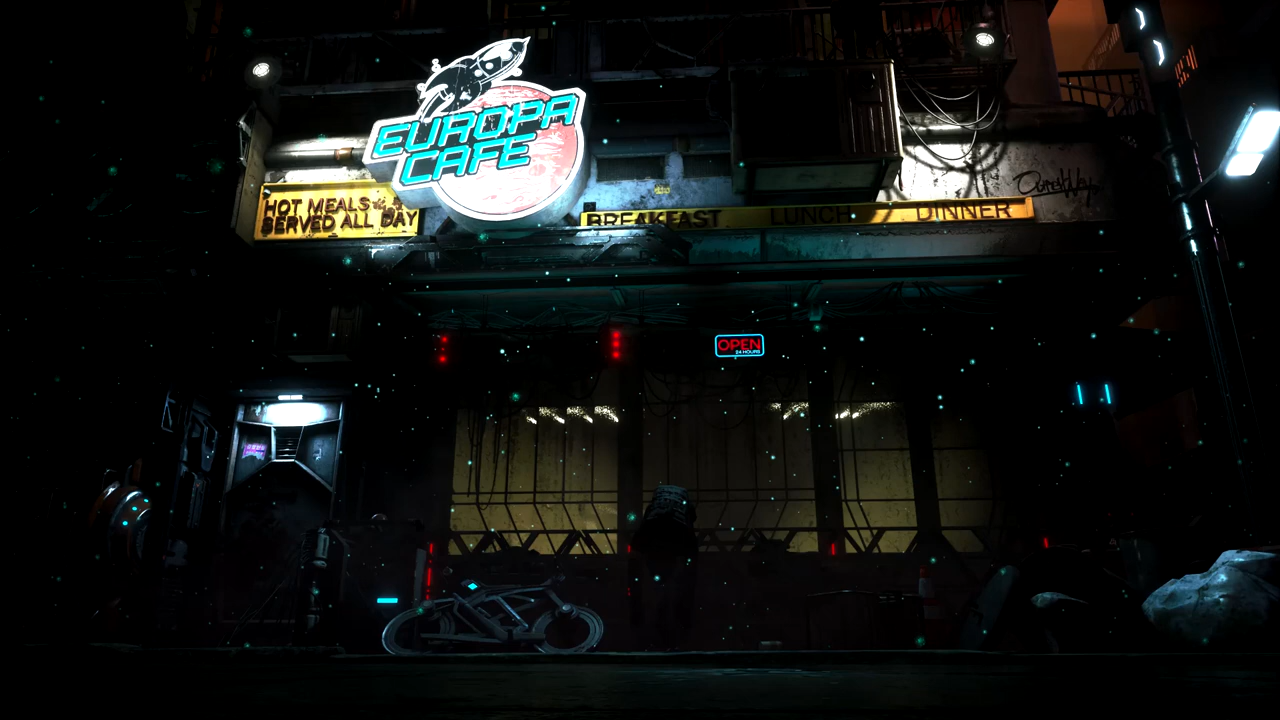 EUROPA
CAFE
HOT MEALS
SERVED ALL DAY
BREAKFAST LUNCH DINNER
OPEN
24 HOURS